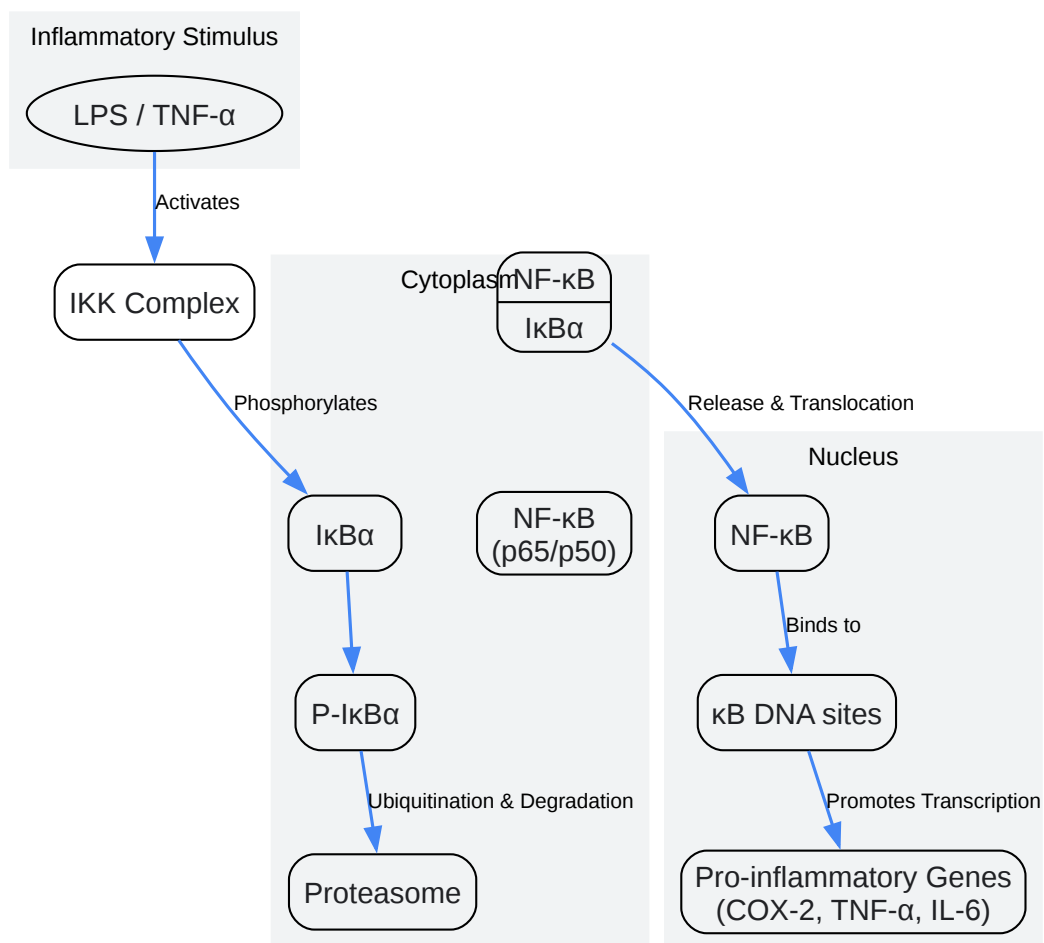 Inflammatory Stimulus
LPS / TNF-α
Activates
IKK Complex
Cytoplasm
NF-κB
IκBα
Phosphorylates
Release & Translocation
Nucleus
IκBα
NF-κB
(p65/p50)
NF-κB
Binds to
P-IκBα
κB DNA sites
Ubiquitination & Degradation
Promotes Transcription
Proteasome
Pro-inflammatory Genes
(COX-2, TNF-α, IL-6)